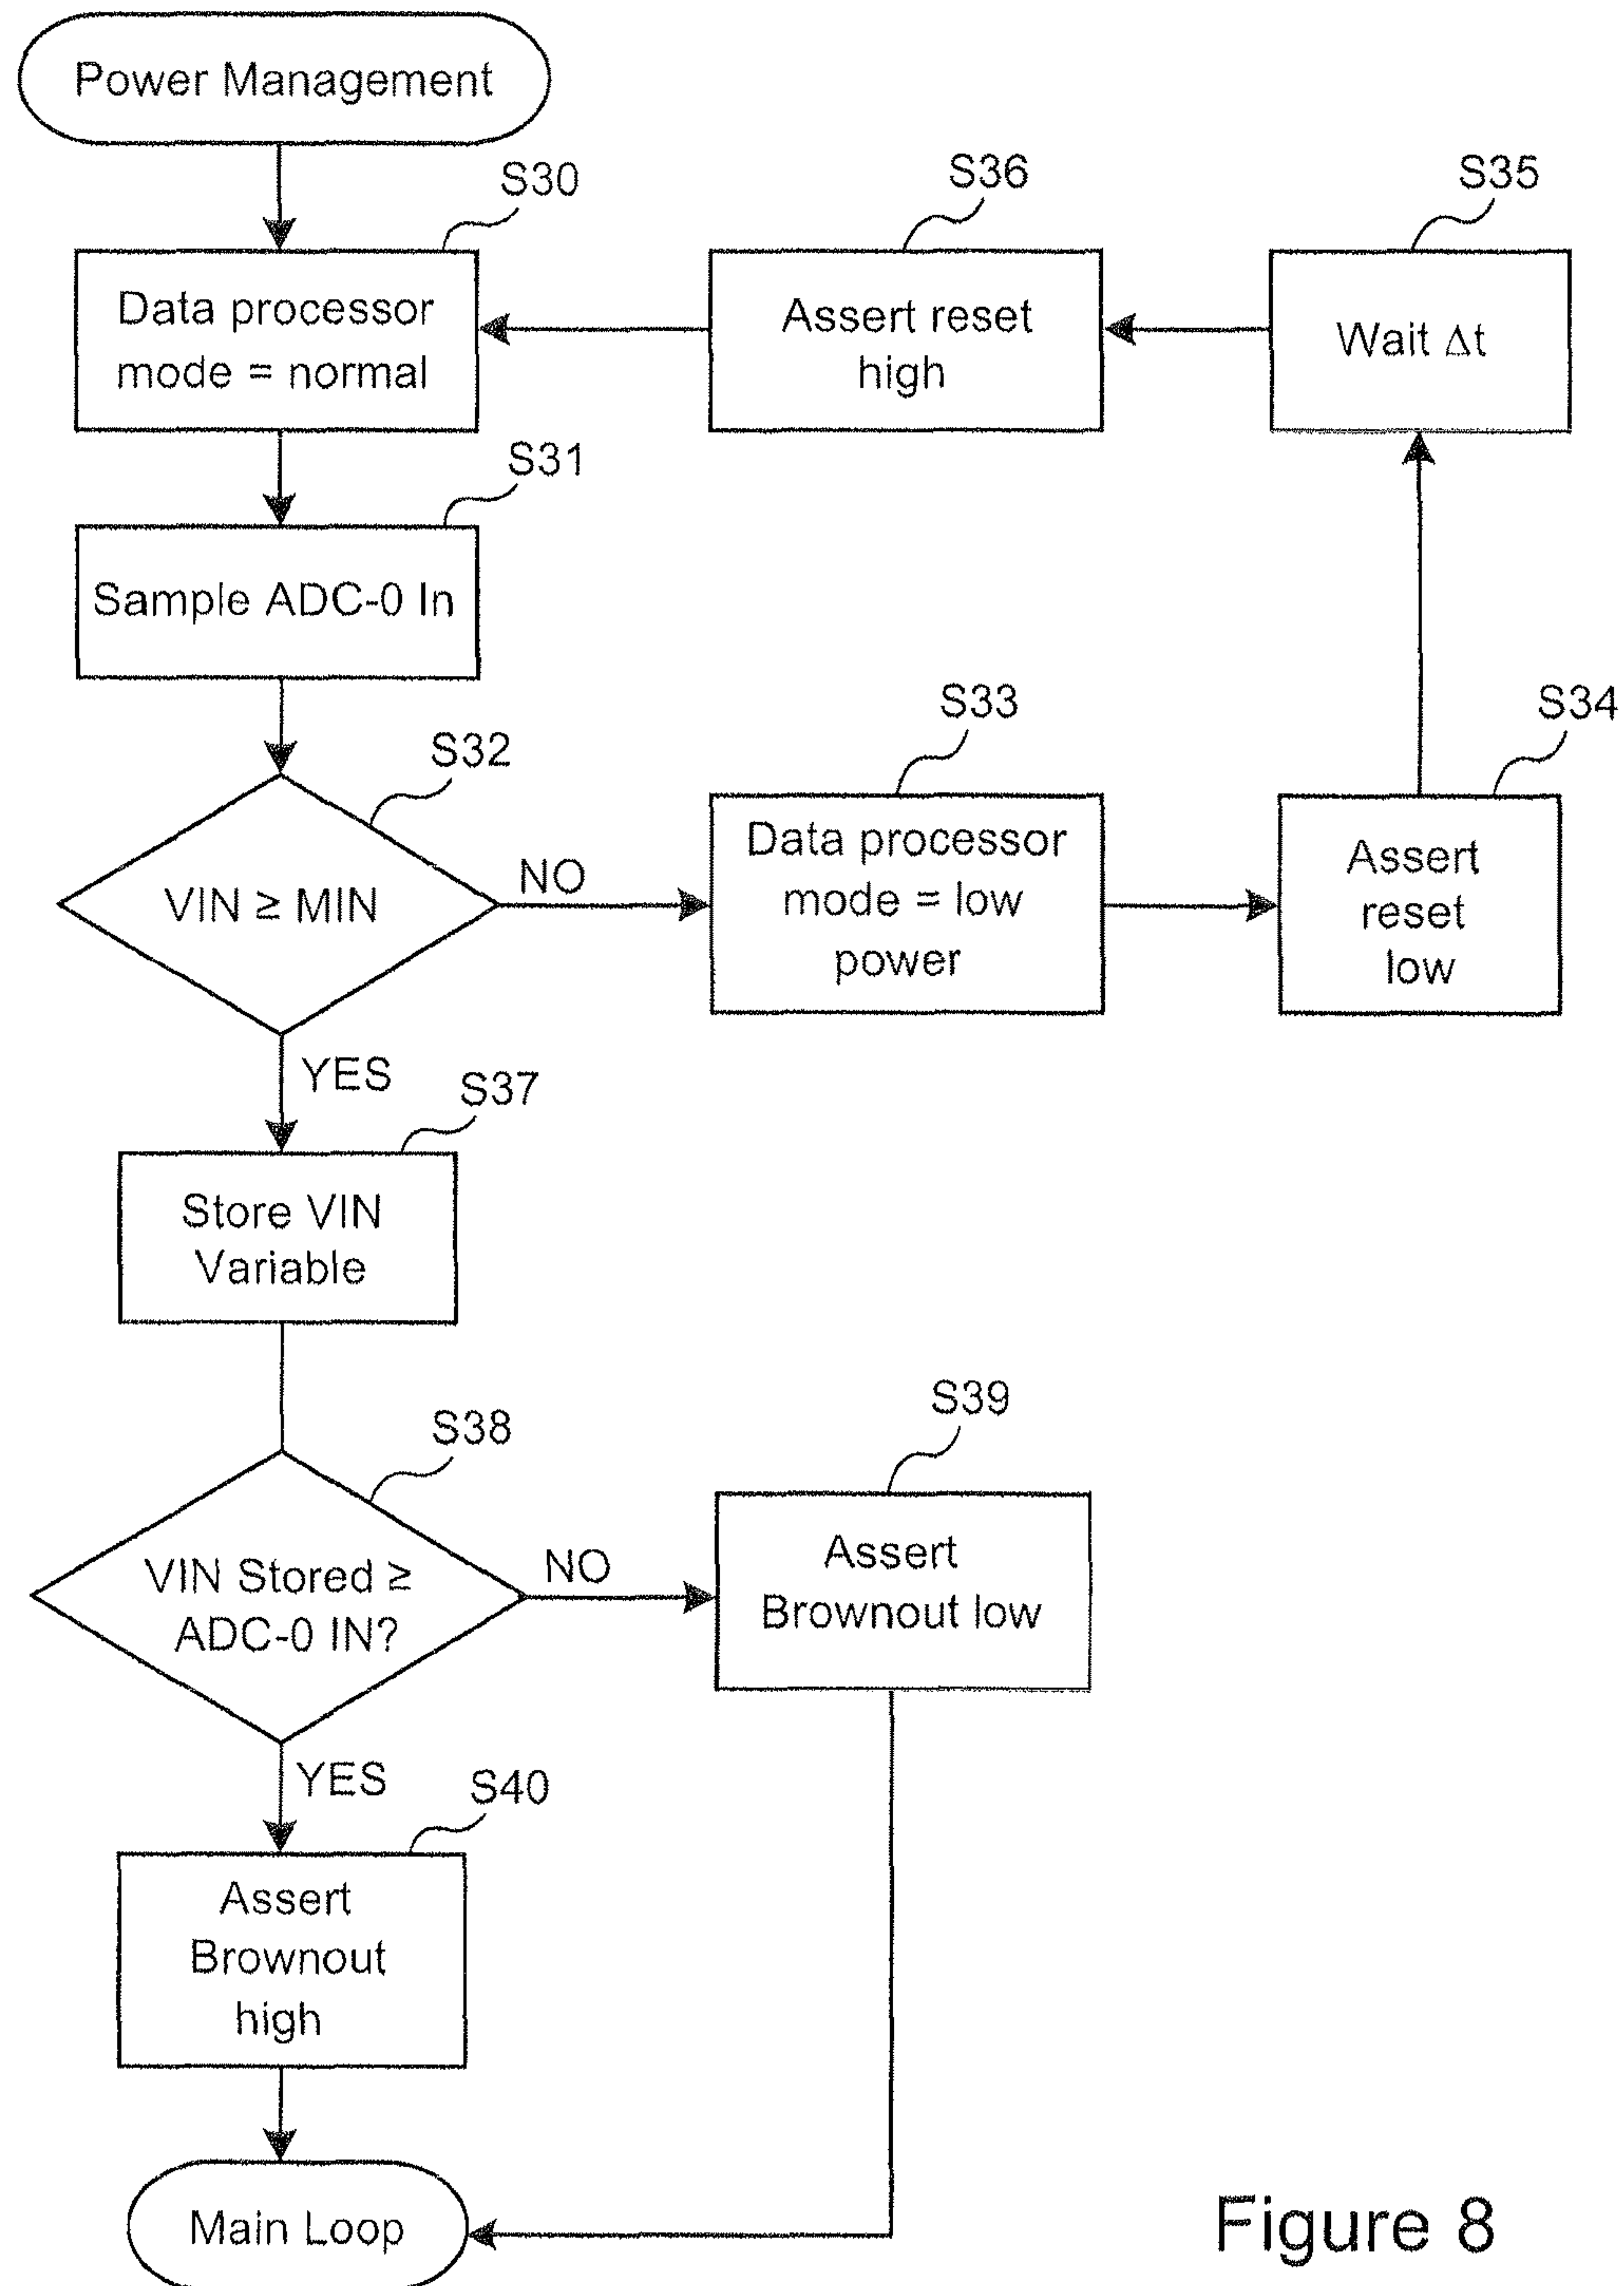 Power Management
S30
S36
S35
Data processor
mode = normal
Assert reset
high
Wait Δt
S31
Sample ADC-0 In
S32
S33
S34
VIN ≥ MIN
NO
Data processor
mode = low
power
Assert
reset
low
YES
S37
Store VIN
Variable
S38
S39
VIN Stored ≥
ADC-0 IN?
NO
Assert
Brownout low
YES
S40
Assert
Brownout
high
Main Loop
Figure 8